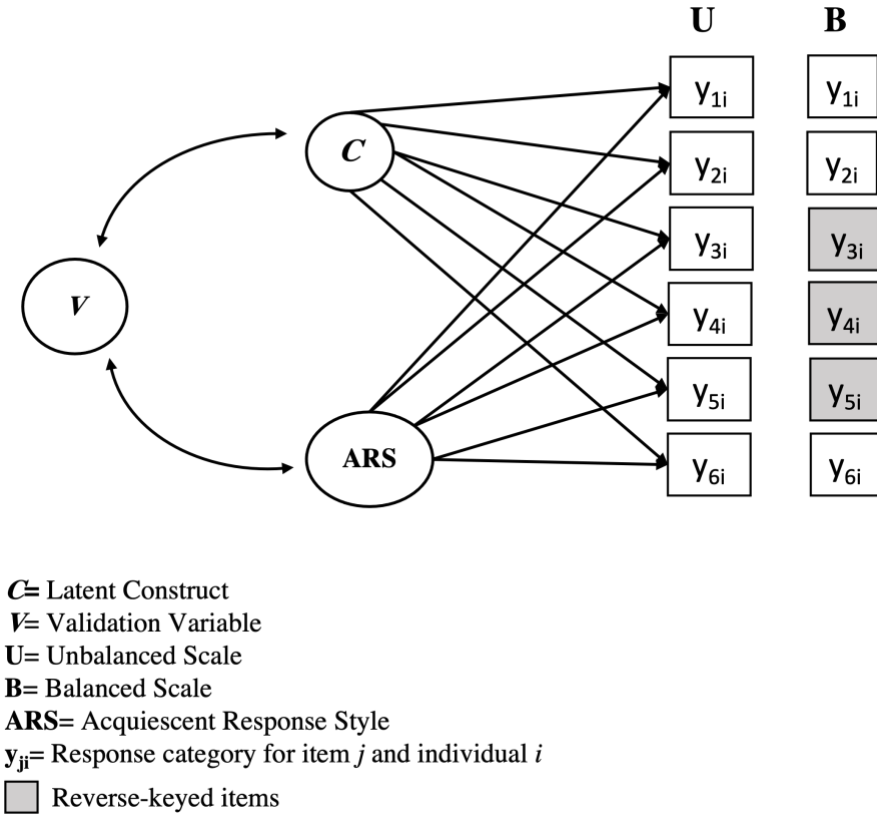 U B
y1i y1i
C
y2i y2i
y3i y3i
V
y4i y4i
y5i y5i
ARS
y6i y6i
C= Latent Construct
V= Validation Variable
U= Unbalanced Scale
B= Balanced Scale
ARS= Acquiescent Response Style
yji= Response category for item j and individual i
Reverse-keyed items